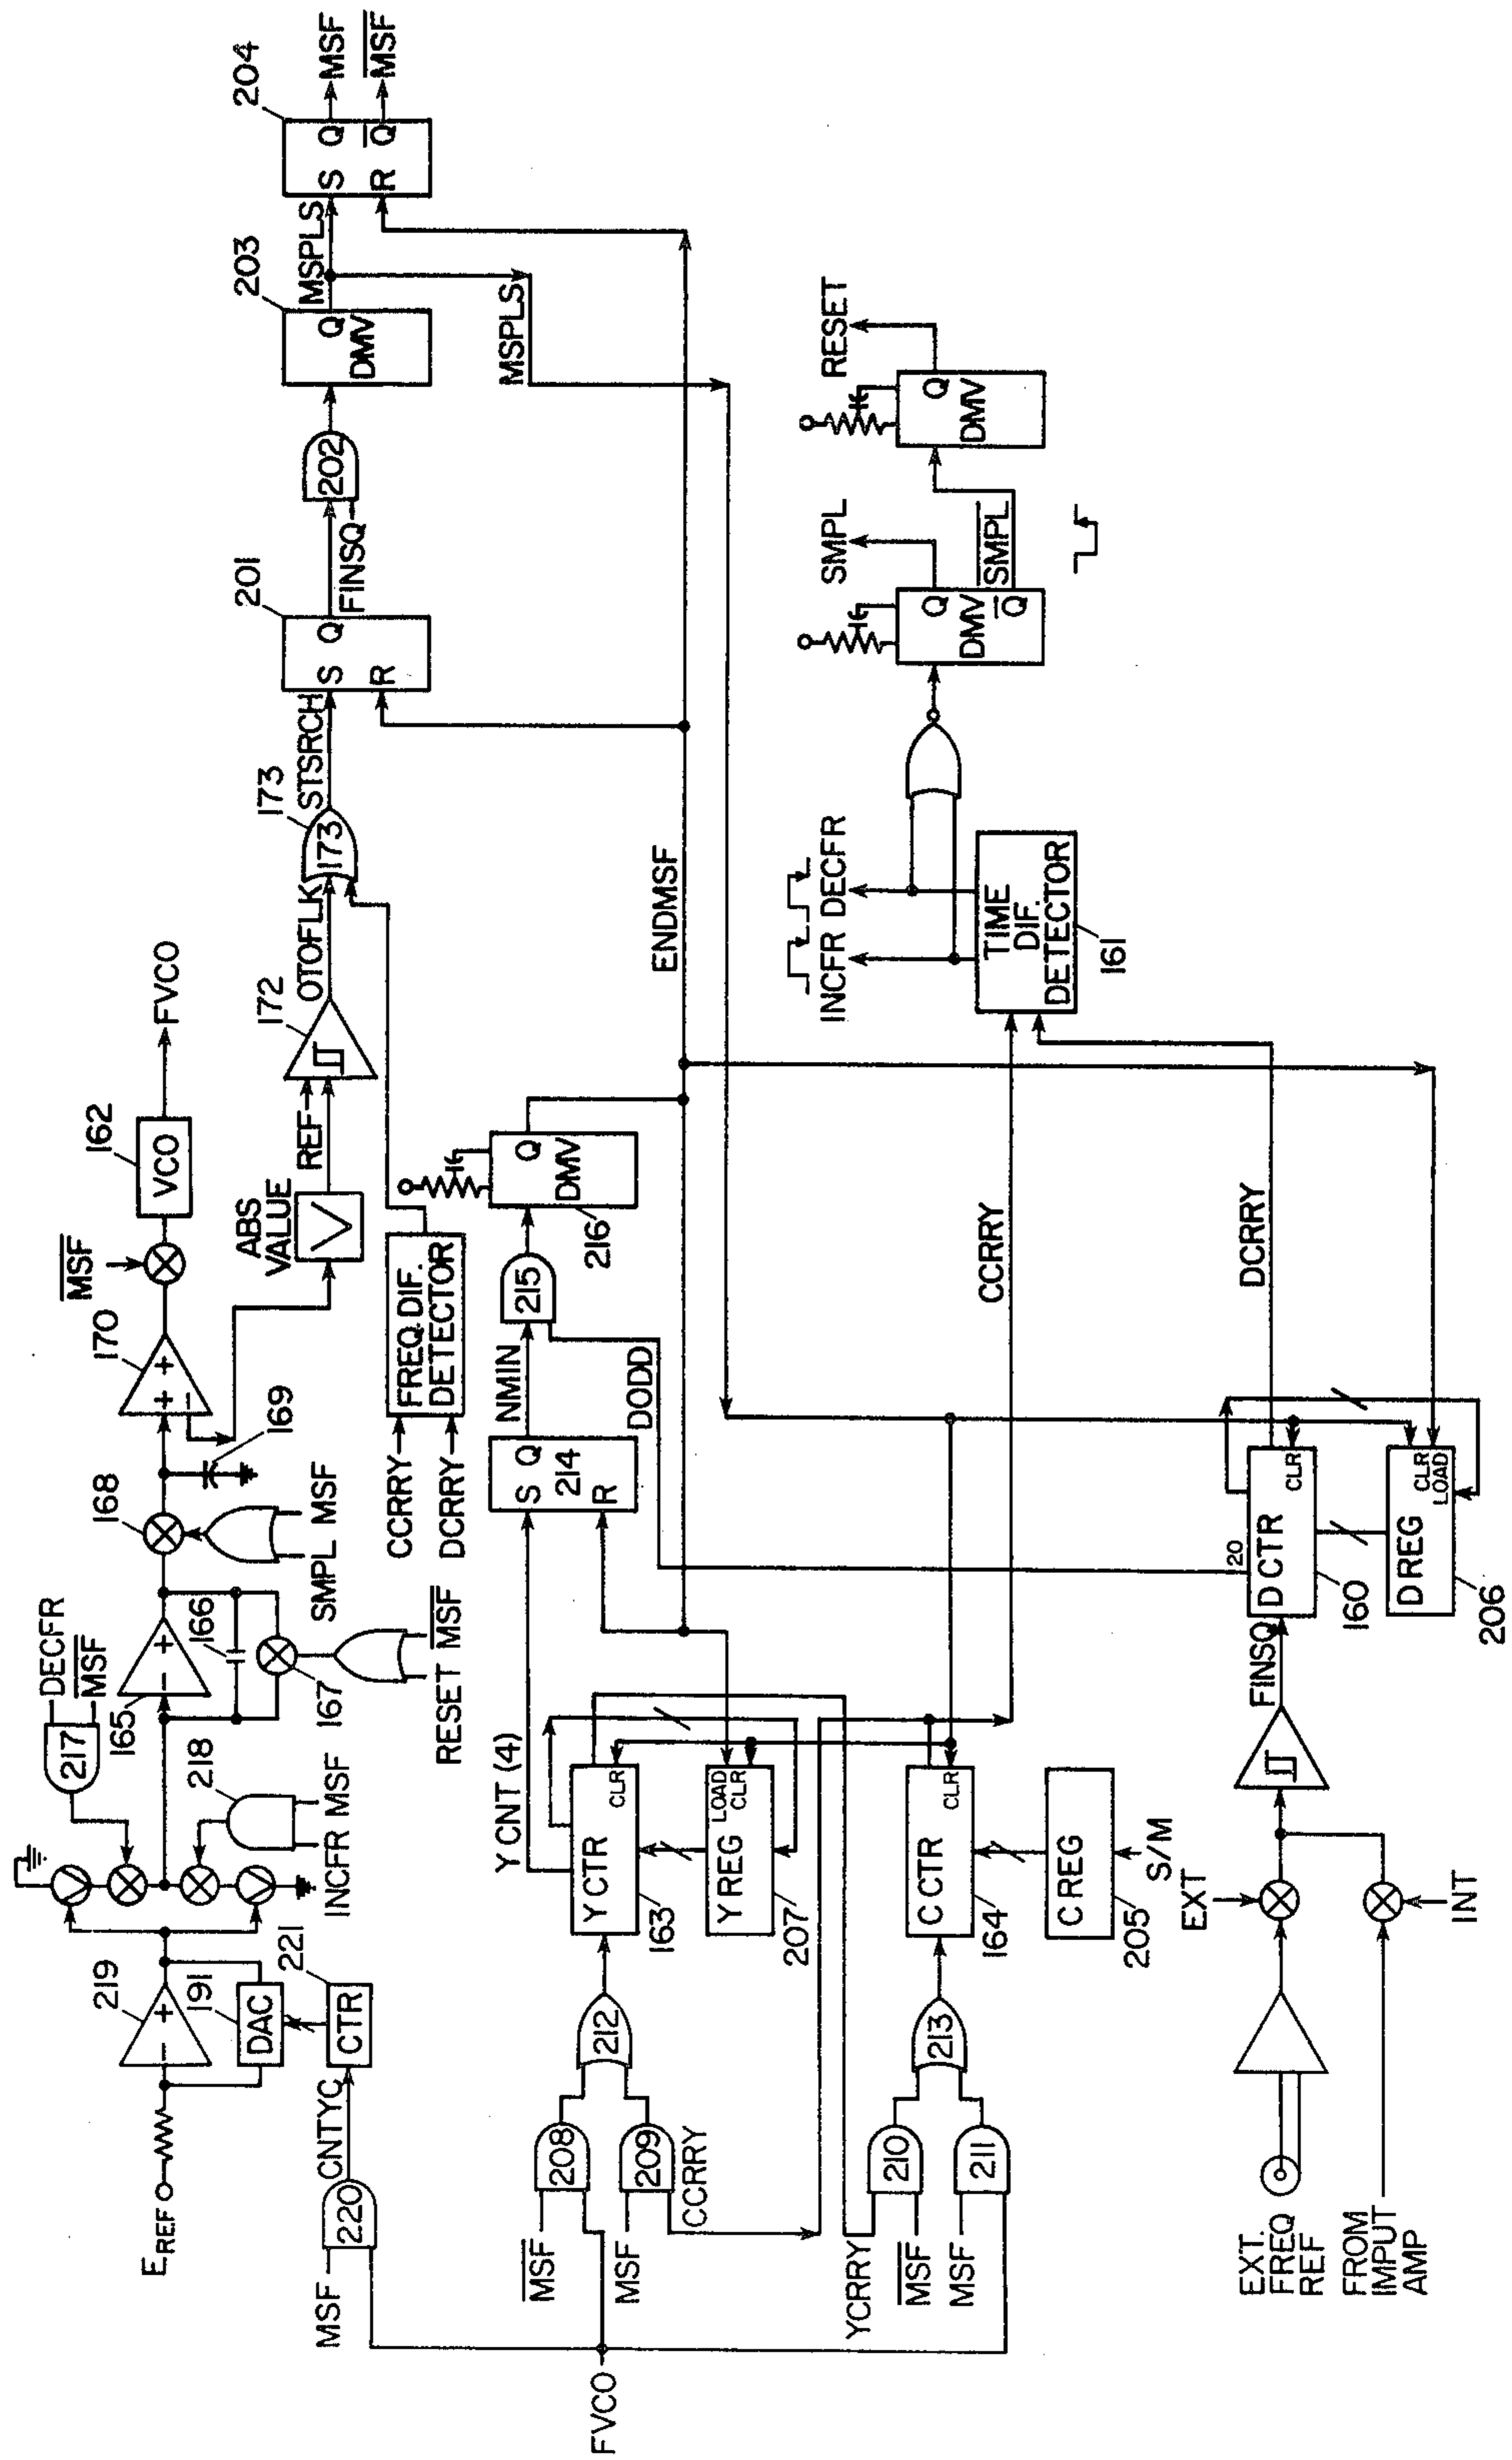 E REF
219
191
DAC
CTR
221
CNTYC
220
MSF
DECFR
MSF
217
165
166
167
218
INCFR MSF
RESET MSF
168
SMPL MSF
169
170
MSF
162
VCO
FVCO
ABS
VALUE
REF
172
OTOFLK
173
173
STSRCH
201
S Q
R
FINSQ
202
203
Q
DMV
MSPLS
MSPLS
204
S Q
R Q
MSF
MSF
CCRRY
DCRRY
FREQ. DIF.
DETECTOR
Y CNT (4)
S Q
214
R
NMIN
DODD
215
216
Q
DMV
ENDMSF
FVCO
MSF
208
MSF
209
CCRRY
212
Y CTR
CLR
163
Y REG
LOAD
CLR
207
YCRRY
MSF
210
MSF
211
213
C CTR
CLR
164
C REG
205
S/M
CCRRY
DCRRY
INCFR DECFR
TIME
DIF.
DETECTOR
161
SMPL
Q
DMV
Q
SMPL
RESET
Q
DMV
EXT.
FREQ
REF
FROM
IMPUT
AMP
EXT
INT
FINSQ
20
D CTR
CLR
160
D REG
CLR
LOAD
206